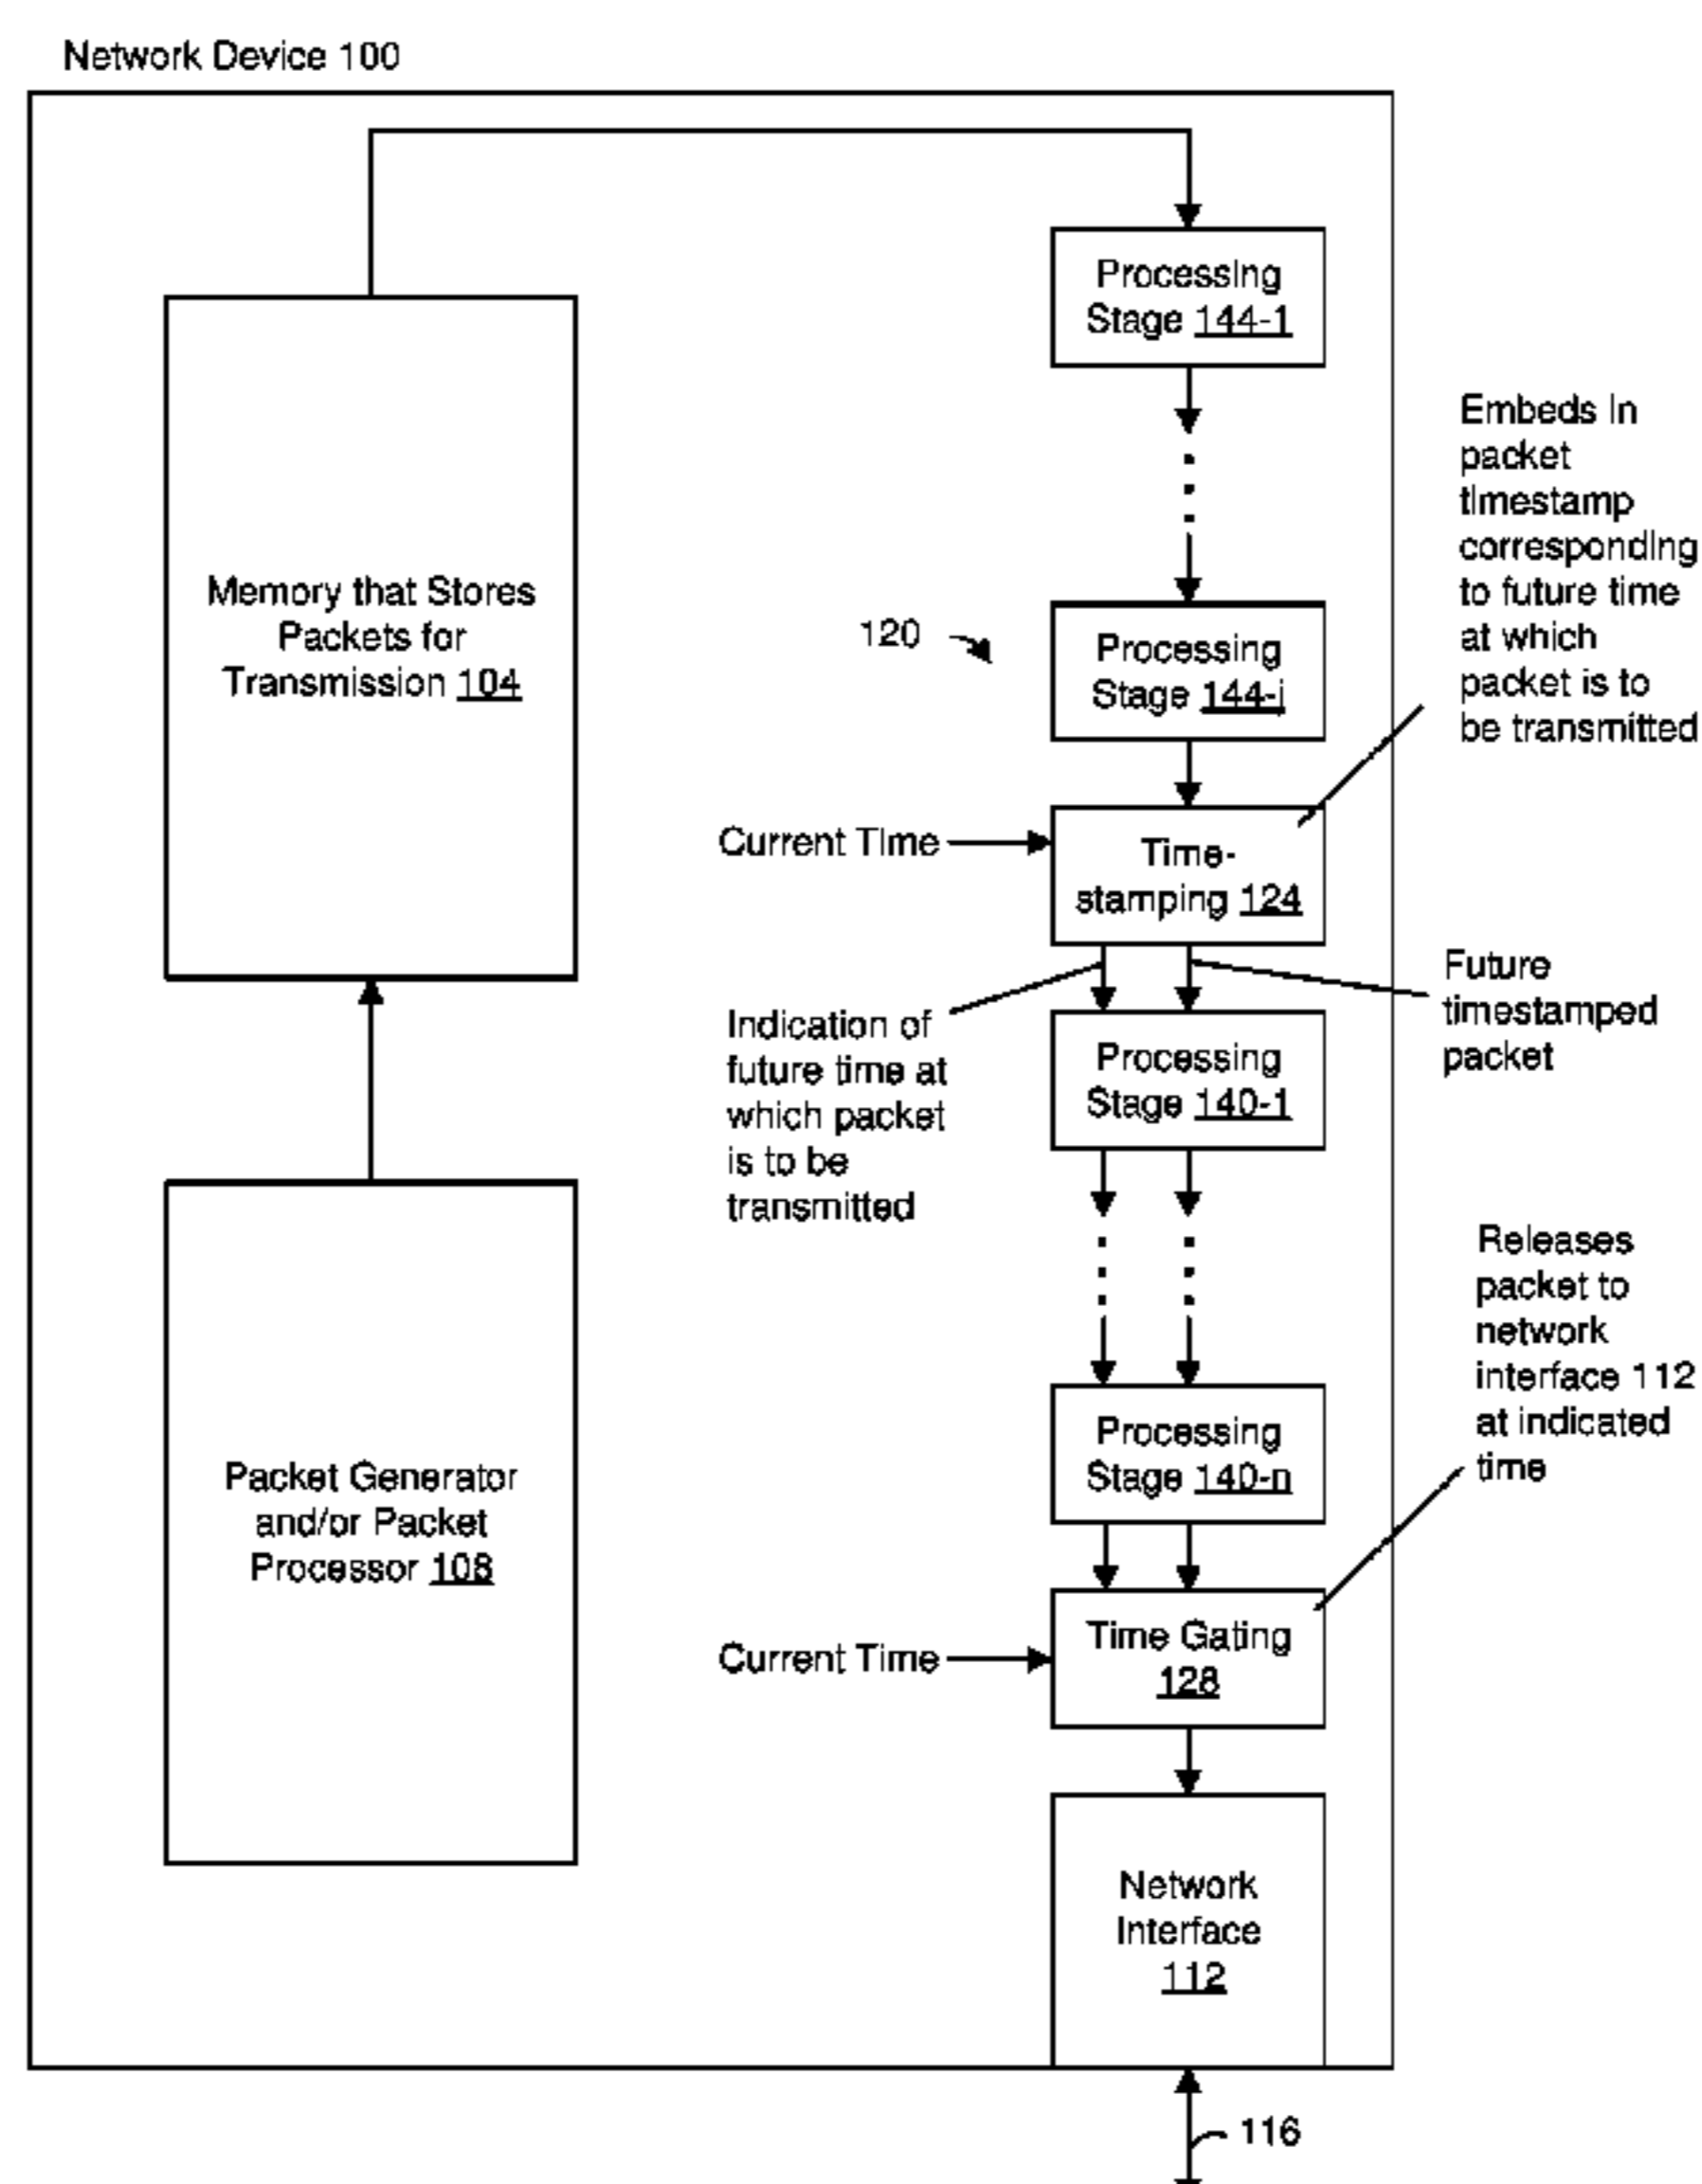 Network Device 100
Processing
Stage 144-1
Embeds in
packet
timestamp
corresponding
to future time
at which
packet is to
be transmitted
Memory that Stores
Packets for
Transmission 104
120
Processing
Stage 144-j
Current Time
Time-
stamping 124
Future
timestamped
packet
Indication of
future time at
which packet
is to be
transmitted
Processing
Stage 140-1
Releases
packet to
network
interface 112
at indicated
time
Packet Generator
and/or Packet
Processor 108
Processing
Stage 140-n
Current Time
Time Gating
128
Network
Interface
112
116